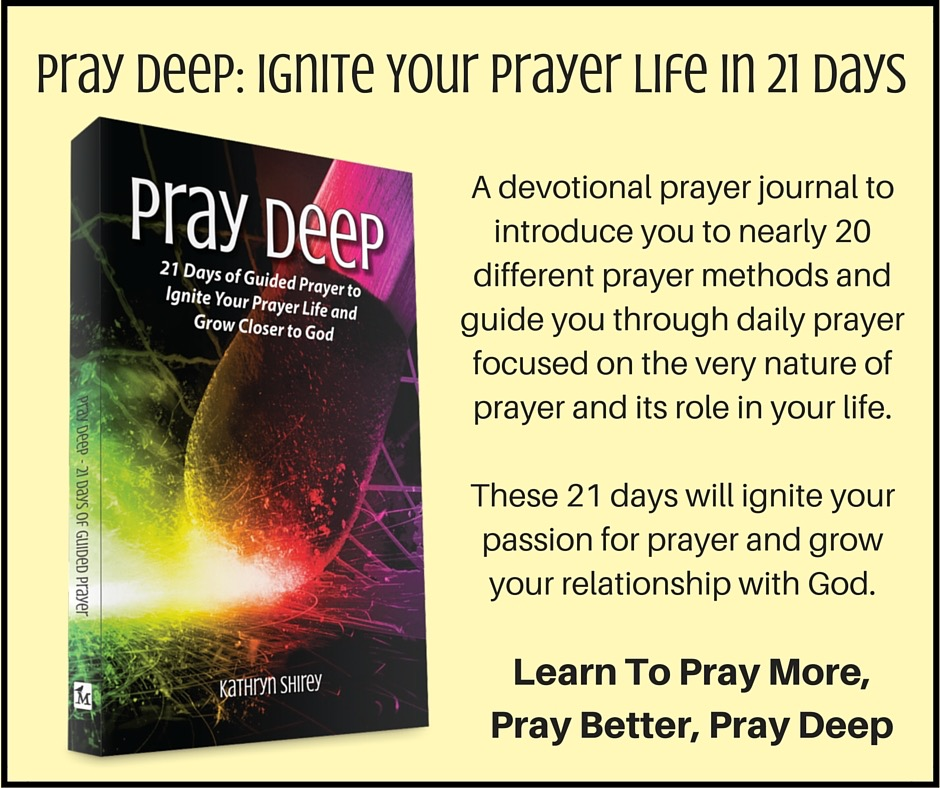 Pray Deep: Ignite Your Prayer Life in 21 Days
Pray Deep
21 Days of Guided Prayer to
Ignite Your Prayer Life and
Grow Closer to God
Kathryn Shirey
Pray Deep - 21 Days of Guided Prayer
M
A devotional prayer journal to
introduce you to nearly 20
different prayer methods and
guide you through daily prayer
focused on the very nature of
prayer and its role in your life.
These 21 days will ignite your
passion for prayer and grow
your relationship with God.
Learn To Pray More,
Pray Better, Pray Deep